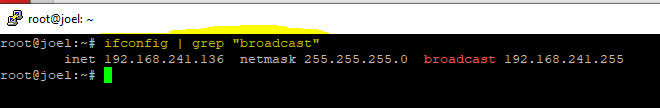 root@joel: ~
root@joel:~# ifconfig | grep "broadcast"
inet 192.168.241.136 netmask 255.255.255.0 broadcast 192.168.241.255
root@joel:~#